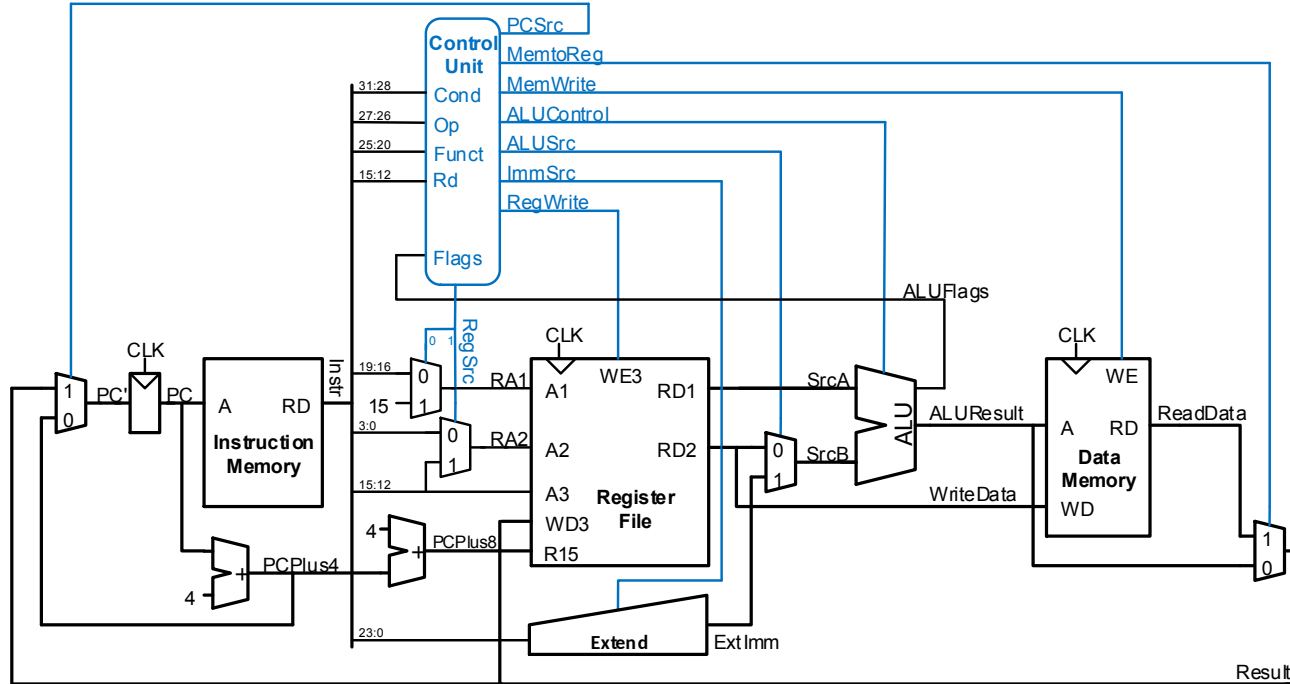 PCSrc
Control
Unit
MemtoReg
MemWrite
31:28
Cond
27:26
Op
ALUControl
25:20
Funct
ALUSrc
15:12
Rd
ImmSrc
RegWrite
Flags
ALUFlags
RegSrc
0 1
CLK
CLK
CLK
Instr
19:16
0
RA1
A1
WE3
RD1
SrcA
WE
1
0
PC'
PC
A
RD
15
1
Instruction
Memory
3:0
0
1
RA2
A2
RD2
0
1
SrcB
ALU
ALUResult
A
RD
ReadData
Data
Memory
15:12
A3
Register
File
WriteData
WD
WD3
4
+
PCPlus8
R15
1
0
+
PCPlus4
4
23:0
Extend
ExtImm
Result